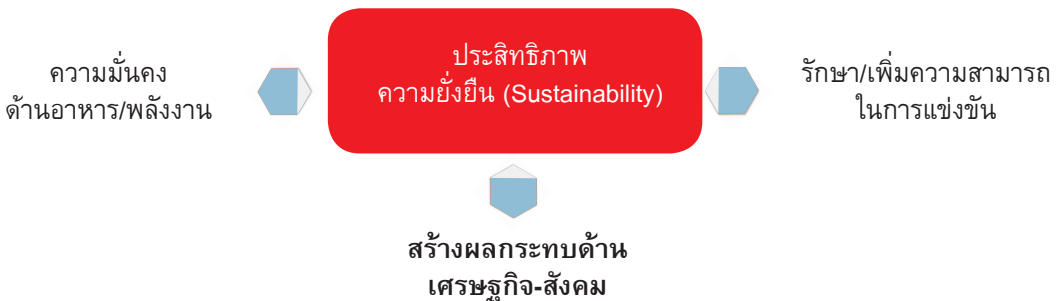 ประสิทธิภาพ
ความยั่งยืน (Sustainability)
ความมั่นคง
ด้านอาหาร/พลังงาน
รักษา/เพิ่มความสามารถ
ในการแข่งขัน
สร้างผลกระทบด้าน
เศรษฐกิจ-สังคม